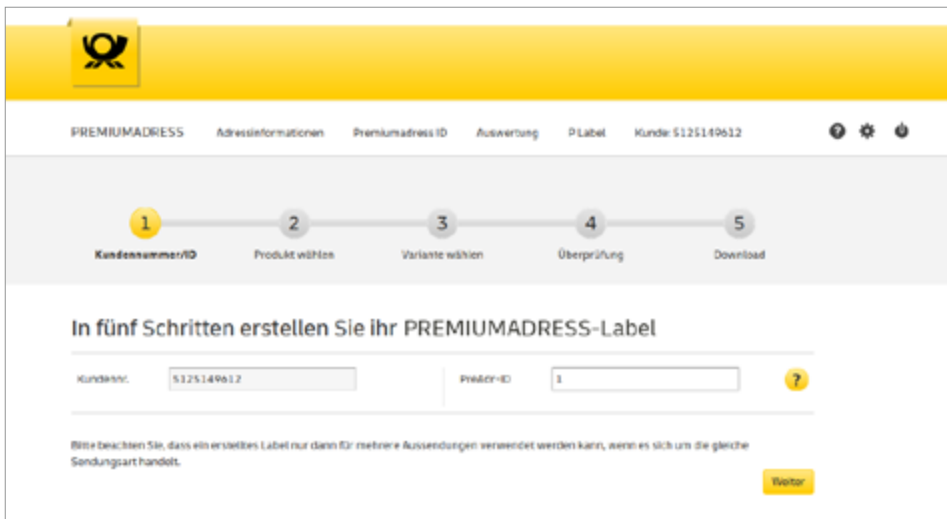 PREMIUMADRESS Adressinformationen Premiumadress ID Auswertung P Label Kunde: 5125149612
1 2 3 4 5
Kundennummer/ID Produkt wählen Variante wählen Überprüfung Download
In fünf Schritten erstellen Sie ihr PREMIUMADRESS-Label
Kundennr. 5125149612 PreAdr-ID 1 ?
Bitte beachten Sie, dass ein erstelltes Label nur dann für mehrere Aussendungen verwendet werden kann, wenn es sich um die gleiche
Sendungsart handelt.
Weiter